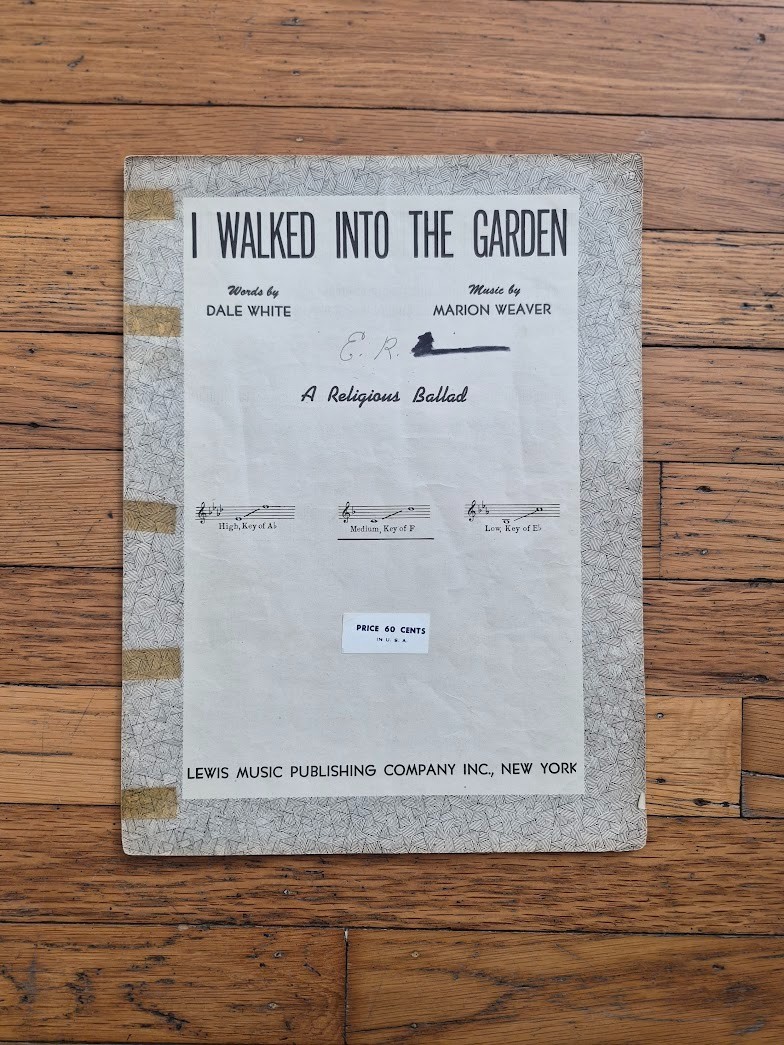 I WALKED INTO THE GARDEN
Words by
DALE WHITE
Music by
MARION WEAVER
E. R.
A Religious Ballad
High, Key of A♭
Medium, Key of F
Low, Key of E♭
PRICE 60 CENTS
IN U. S. A
LEWIS MUSIC PUBLISHING COMPANY INC., NEW YORK